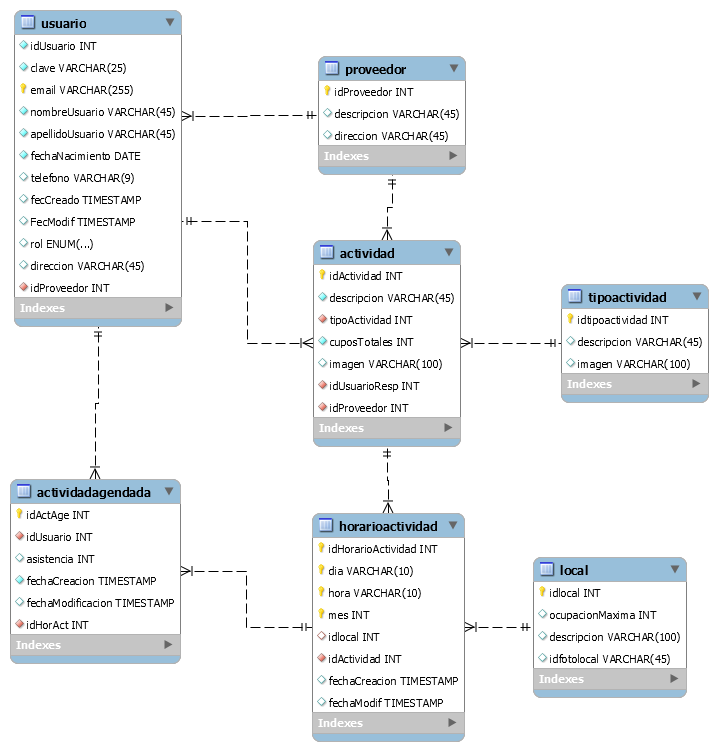 usuario
idUsuario INT
clave VARCHAR(25)
email VARCHAR(255)
nombreUsuario VARCHAR(45)
apellidoUsuario VARCHAR(45)
fechaNacimiento DATE
telefono VARCHAR(9)
fecCreado TIMESTAMP
FecModif TIMESTAMP
rol ENUM(...)
direccion VARCHAR(45)
idProveedor INT
Indexes
proveedor
idProveedor INT
descripcion VARCHAR(45)
direccion VARCHAR(45)
Indexes
actividad
idActividad INT
descripcion VARCHAR(45)
tipoActividad INT
cuposTotales INT
imagen VARCHAR(100)
idUsuarioResp INT
idProveedor INT
Indexes
tipoactividad
idtipoactividad INT
descripcion VARCHAR(45)
imagen VARCHAR(100)
Indexes
actividadagendada
idActAge INT
idUsuario INT
asistencia INT
fechaCreacion TIMESTAMP
fechaModificacion TIMESTAMP
idHorAct INT
Indexes
horarioactividad
idHorarioActividad INT
dia VARCHAR(10)
hora VARCHAR(10)
mes INT
idlocal INT
idActividad INT
fechaCreacion TIMESTAMP
fechaModif TIMESTAMP
Indexes
local
idlocal INT
ocupacionMaxima INT
descripcion VARCHAR(100)
idfotolocal VARCHAR(45)
Indexes